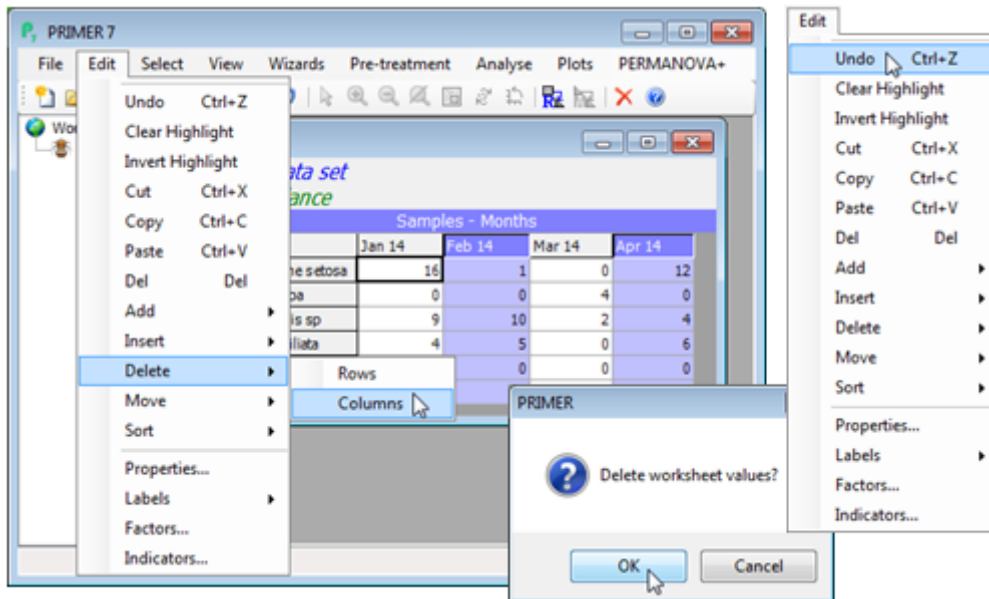 PRIMER 7
File Edit Select View Wizards Pre-treatment Analyse Plots PERMANOVA+
Undo Ctrl+Z
Clear Highlight
Invert Highlight
Cut Ctrl+X
Copy Ctrl+C
Paste Ctrl+V
Del Del
Add
Insert
Delete
Move
Sort
Properties...
Labels
Factors...
Indicators...
Rows
Columns
Wor
ata set
ance
Samples - Months
Jan 14 Feb 14 Mar 14 Apr 14
ne setosa 16 1 0 12
pa 0 0 4 0
is sp 9 10 2 4
iliata 4 5 0 6
0 0 0
PRIMER
Delete worksheet values?
OK Cancel
Edit
Undo Ctrl+Z
Clear Highlight
Invert Highlight
Cut Ctrl+X
Copy Ctrl+C
Paste Ctrl+V
Del Del
Add
Insert
Delete
Move
Sort
Properties...
Labels
Factors...
Indicators...